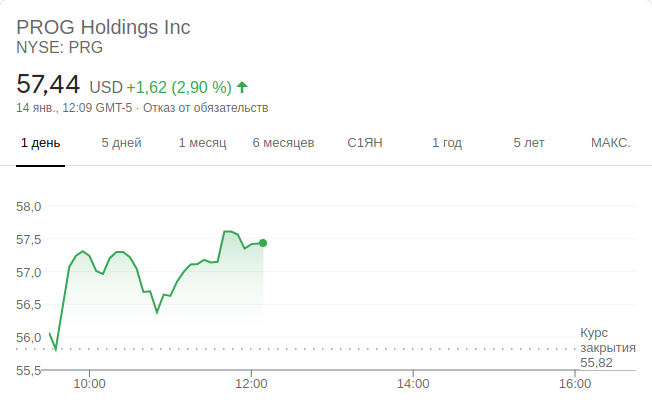 PROG Holdings Inc
NYSE: PRG
57,44 USD +1,62 (2,90 %)
14 янв., 12:09 GMT-5 · Отказ от обязательств
1 день 5 дней 1 месяц 6 месяцев С1ЯН 1 год 5 лет МАКС.
58,0
57,5
57,0
56,5
56,0
55,5
Курс
закрытия
55,82
10:00 12:00 14:00 16:00